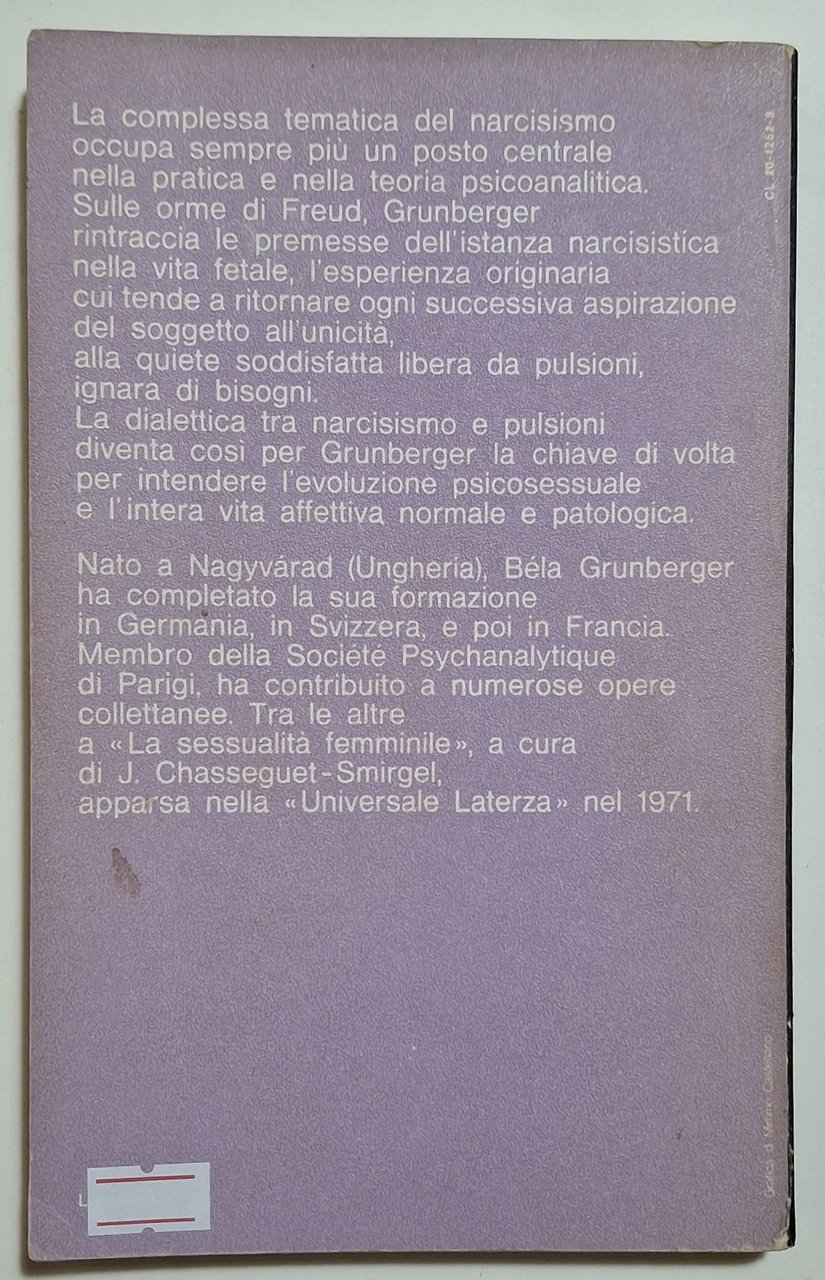 La complessa tematica del narcisismo
occupa sempre più un posto centrale
nella pratica e nella teoria psicoanalitica.
Sulle orme di Freud, Grunberger
rintraccia le premesse dell'istanza narcisistica
nella vita fetale, l'esperienza originaria
cui tende a ritornare ogni successiva aspirazione
del soggetto all'unicità,
alla quiete soddisfatta libera da pulsioni,
ignara di bisogni.
La dialettica tra narcisismo e pulsioni
diventa così per Grunberger la chiave di volta
per intendere l'evoluzione psicosessuale
e l'intera vita affettiva normale e patologica.
Nato a Nagyvárad (Ungheria), Béla Grunberger
ha completato la sua formazione
in Germania, in Svizzera, e poi in Francia.
Membro della Société Psychanalytique
di Parigi, ha contribuito a numerose opere
collettanee. Tra le altre
a «La sessualità femminile», a cura
di J. Chasseguet-Smirgel,
apparsa nella «Universale Laterza» nel 1971.
CL 20-1252-9
L